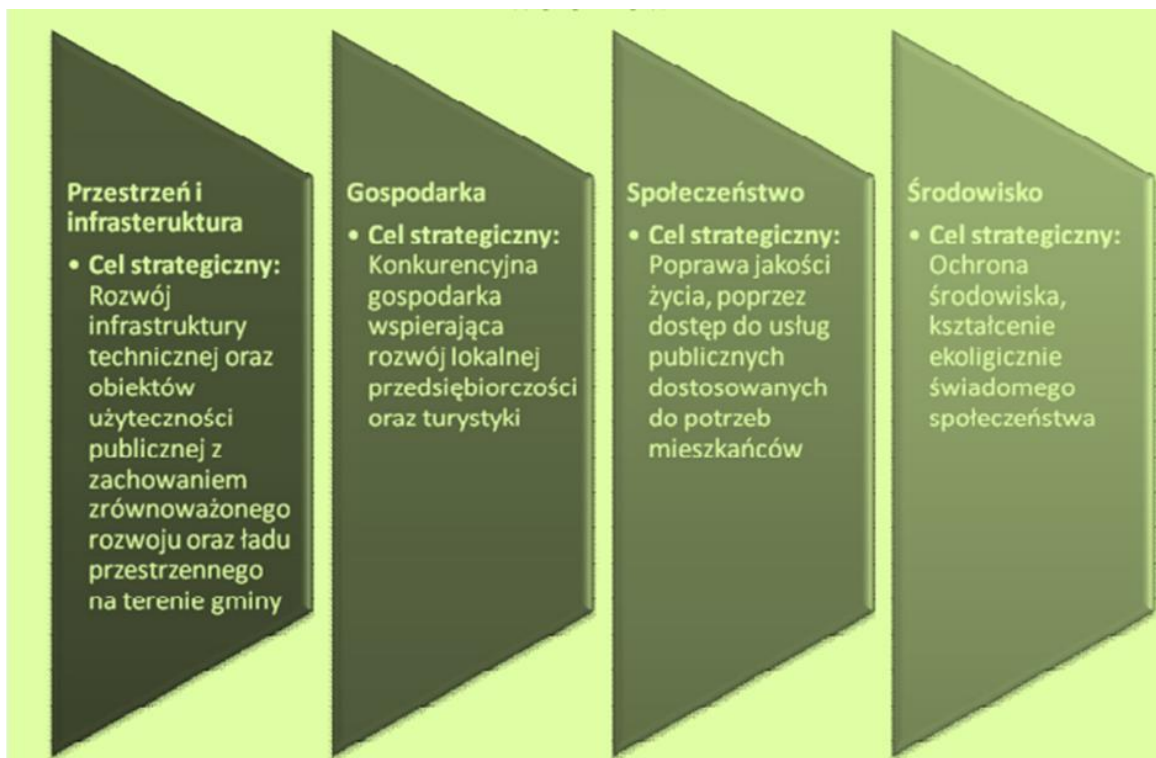 Przestrzeń i
infrasteruktura
• Cel strategiczny:
Rozwój
infrastruktury
technicznej oraz
obiektów
użyteczności
publicznej z
zachowaniem
zrównoważonego
rozwoju oraz ładu
przestrzennego
na terenie gminy
Gospodarka
• Cel strategiczny:
Konkurencyjna
gospodarka
wspierająca
rozwój lokalnej
przedsiębiorczości
oraz turystyki
Społeczeństwo
• Cel strategiczny:
Poprawa jakości
życia, poprzez
dostęp do usług
publicznych
dostosowanych
do potrzeb
mieszkańców
Środowisko
• Cel strategiczny:
Ochrona
środowiska,
kształcenie
ekoligicznie
świadomego
społeczeństwa